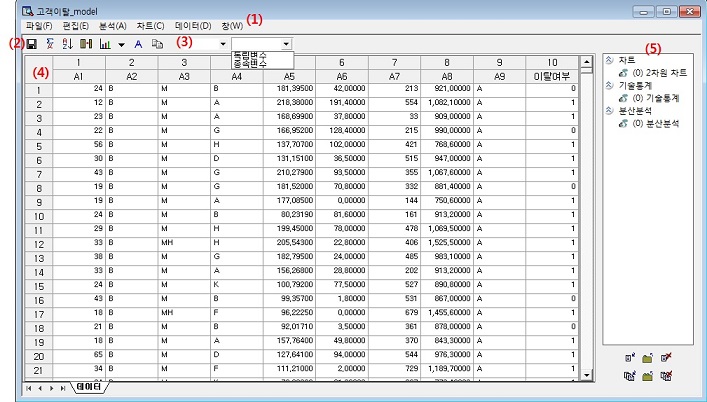 고객이탈_model
파일(F) 편집(E) 분석(A) 차트(C) 데이터(D) 창(W) (1)
(2) A (3)
독립변수
종속변수
(4) 1 2 3 6 7 8 9 10
A1 A2 A3 A4 A5 A6 A7 A8 A9 이탈여부
1 24 B M B 181,39500 42,00000 213 921,00000 A 0
2 12 B M A 218,38000 191,40000 554 1,082,10000 A 1
3 23 B M A 168,69900 37,80000 33 909,00000 A 1
4 22 B M G 166,95200 128,40000 215 990,00000 A 0
5 56 B M H 137,70700 102,00000 421 768,60000 A 1
6 30 B M D 131,15100 36,50000 515 947,00000 A 1
7 43 B M G 210,27900 93,50000 355 1,067,60000 A 1
8 19 B M G 181,52000 70,80000 332 881,40000 A 0
9 19 B M A 177,08500 0,00000 144 750,60000 A 1
10 24 B M B 80,23190 81,60000 161 913,20000 A 1
11 29 B M H 199,45000 78,00000 478 1,069,50000 A 1
12 33 B MH H 205,54300 22,80000 406 1,525,50000 A 1
13 38 B M G 182,79500 24,00000 485 983,10000 A 1
14 33 B M A 156,26800 28,80000 202 913,20000 A 1
15 24 B M K 100,79200 77,50000 527 890,80000 A 1
16 43 B M B 99,35700 1,80000 531 867,00000 A 0
17 18 B MH F 96,22250 0,00000 679 1,455,60000 A 1
18 21 B M B 92,01710 3,50000 361 878,00000 A 0
19 18 B M A 157,76400 49,80000 370 843,30000 A 1
20 65 B M D 127,64100 94,00000 544 976,30000 A 1
21 34 B M F 111,21000 2,00000 729 1,189,70000 A 1
데이터
(5)
차트
(0) 2차원 차트
기술통계
(0) 기술통계
분산분석
(0) 분산분석